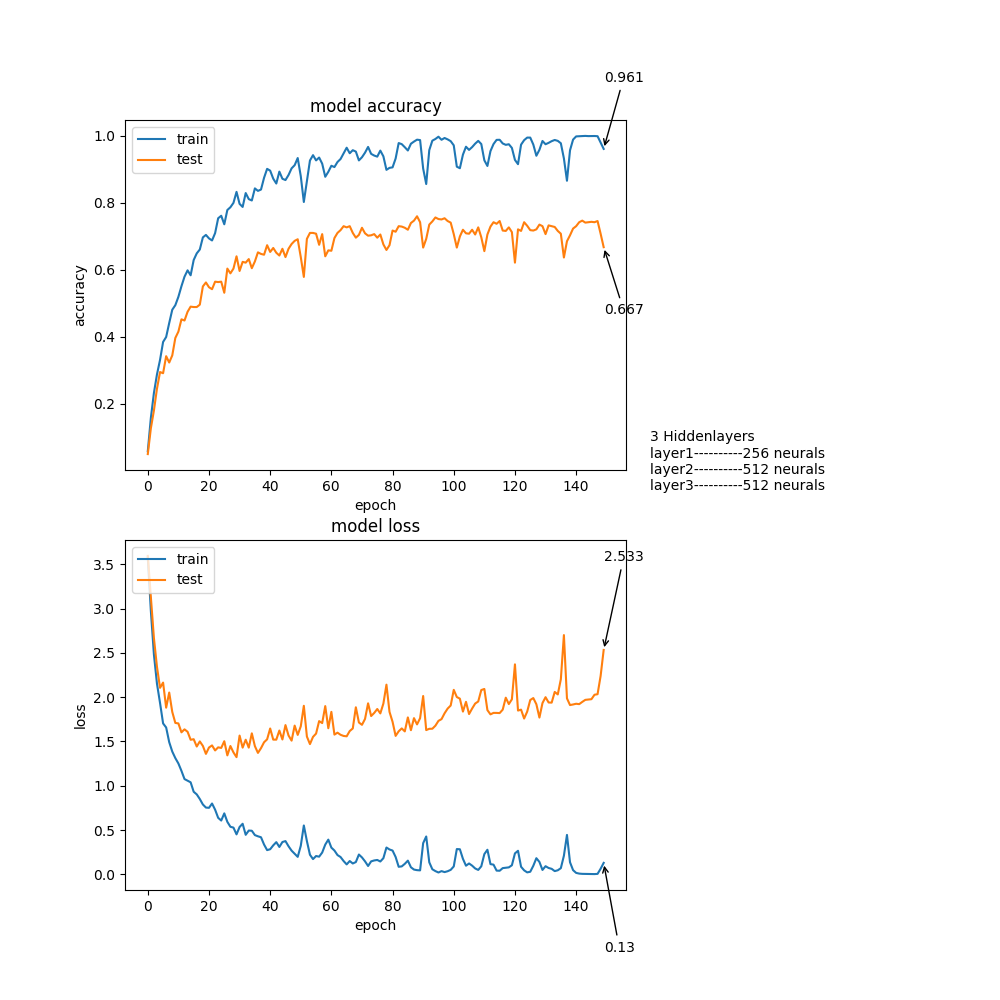 0.961
model accuracy
train
test
1.0
0.8
0.6
0.4
0.2
accuracy
0.667
0 20 40 60 80 100 120 140
epoch
3 Hiddenlayers
layer1----------256 neurals
layer2----------512 neurals
layer3----------512 neurals
model loss
train
test
2.533
3.5
3.0
2.5
2.0
1.5
1.0
0.5
0.0
loss
0 20 40 60 80 100 120 140
epoch
0.13